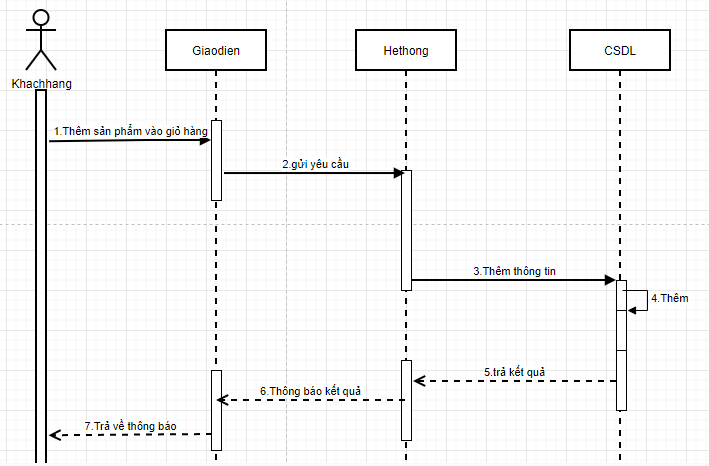 Giaodien
Hethong
CSDL
Khachhang
1.Thêm sản phẩm vào giỏ hàng
2.gửi yêu cầu
3.Thêm thông tin
4.Thêm
5.trả kết quả
6.Thông báo kết quả
7.Trả về thông báo